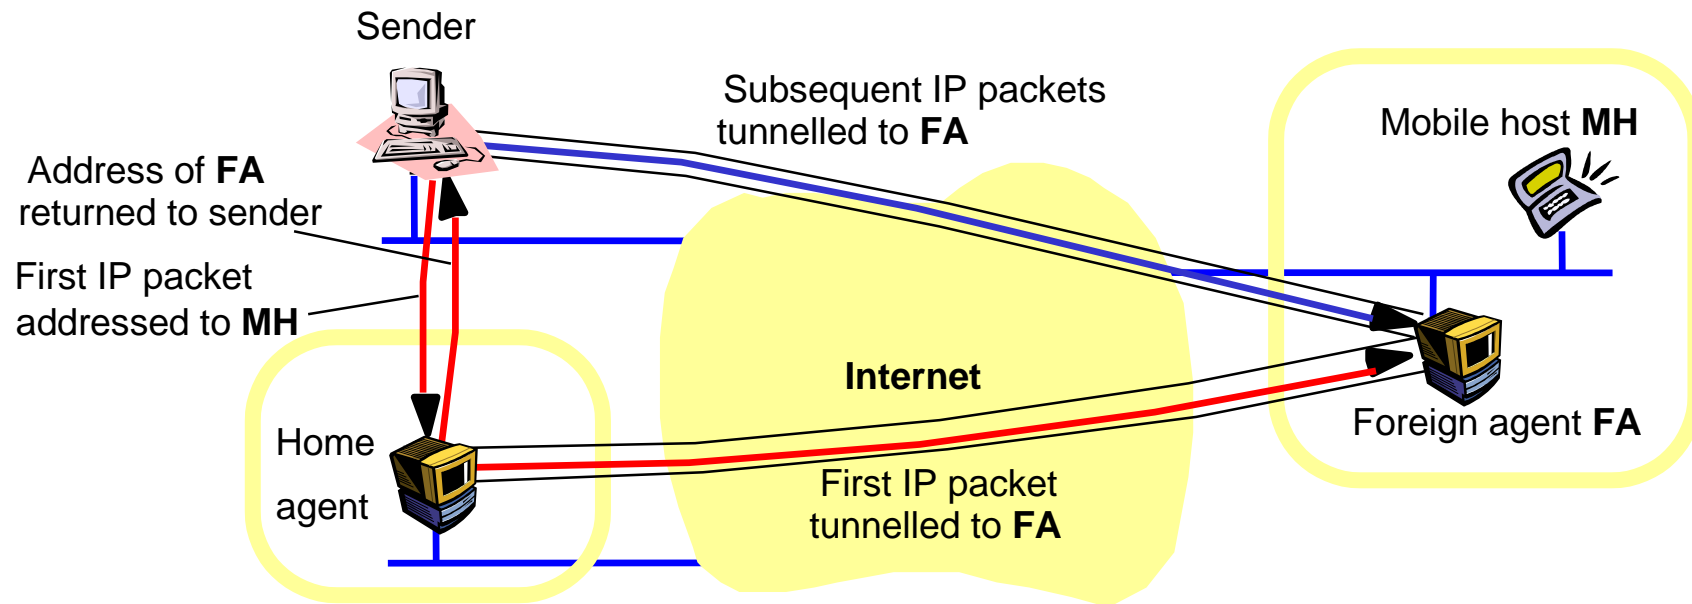 Sender
Subsequent IP packets
tunnelled to FA
Mobile host MH
Address of FA
returned to sender
First IP packet
addressed to MH
Internet
Home
agent
Foreign agent FA
First IP packet
tunnelled to FA